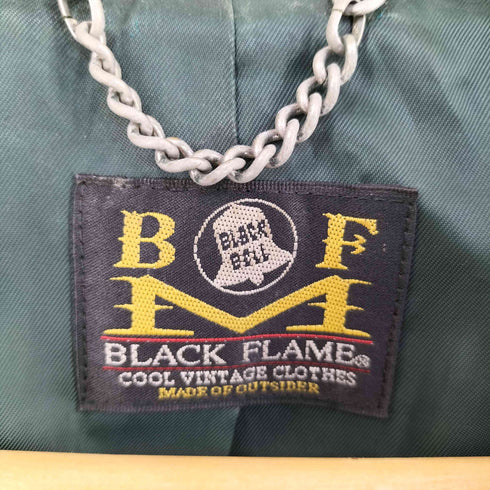 B F
BLACK
BELL
M
BLACK FLAME®
COOL VINTAGE CLOTHES
MADE OF OUTSIDER